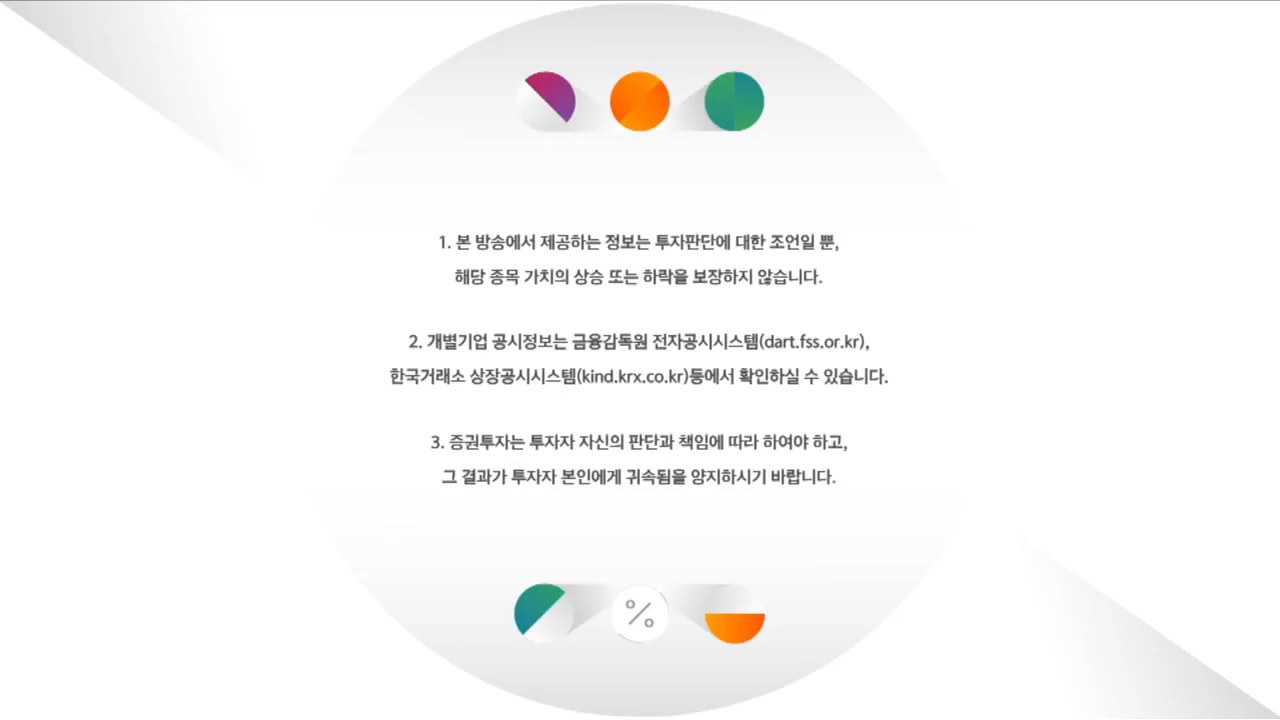 1. 본 방송에서 제공하는 정보는 투자판단에 대한 조언일 뿐,
해당 종목 가치의 상승 또는 하락을 보장하지 않습니다.
2. 개별기업 공시정보는 금융감독원 전자공시시스템(dart.fss.or.kr),
한국거래소 상장공시시스템(kind.krx.co.kr)등에서 확인하실 수 있습니다.
3. 증권투자는 투자자 자신의 판단과 책임에 따라 하여야 하고,
그 결과가 투자자 본인에게 귀속됨을 양지하시기 바랍니다.
%